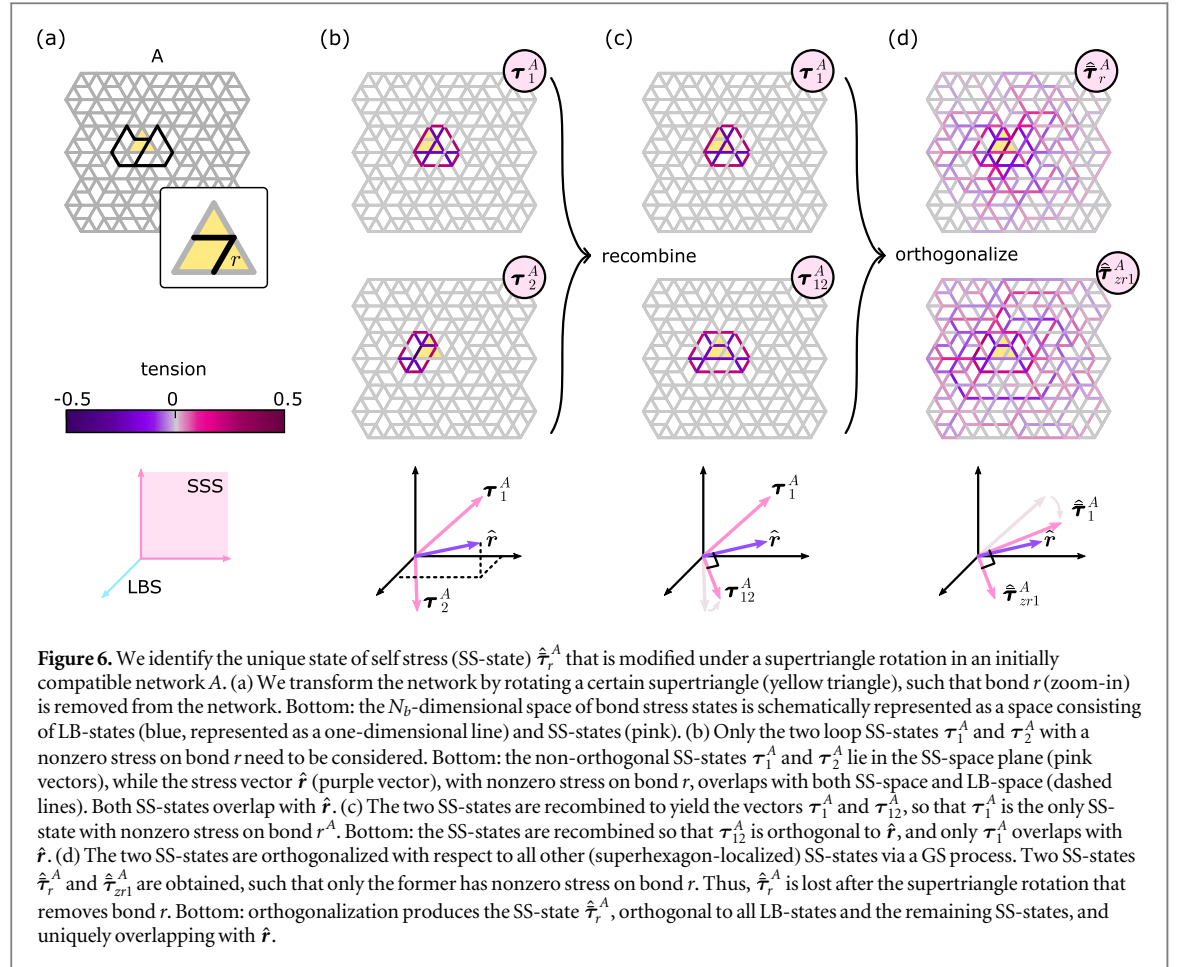 (a)
(b)
(c)
(d)
A
τ_1^A
τ_1^A
τ̂̄_r^A
r
recombine
orthogonalize
τ_2^A
τ_12^A
τ̂̄_zr1^A
tension
-0.5 0 0.5
SSS
LBS
τ_1^A
r̂
τ_2^A
τ_1^A
r̂
τ_12^A
τ̂̄_1^A
r̂
τ̂̄_zr1^A
Figure 6. We identify the unique state of self stress (SS-state) τ̂̄_r^A that is modified under a supertriangle rotation in an initially
compatible network A. (a) We transform the network by rotating a certain supertriangle (yellow triangle), such that bond r (zoom-in)
is removed from the network. Bottom: the N_b-dimensional space of bond stress states is schematically represented as a space consisting
of LB-states (blue, represented as a one-dimensional line) and SS-states (pink). (b) Only the two loop SS-states τ_1^A and τ_2^A with a
nonzero stress on bond r need to be considered. Bottom: the non-orthogonal SS-states τ_1^A and τ_2^A lie in the SS-space plane (pink
vectors), while the stress vector r̂ (purple vector), with nonzero stress on bond r, overlaps with both SS-space and LB-space (dashed
lines). Both SS-states overlap with r̂. (c) The two SS-states are recombined to yield the vectors τ_1^A and τ_12^A, so that τ_1^A is the only SS-
state with nonzero stress on bond r^A. Bottom: the SS-states are recombined so that τ_12^A is orthogonal to r̂, and only τ_1^A overlaps with
r̂. (d) The two SS-states are orthogonalized with respect to all other (superhexagon-localized) SS-states via a GS process. Two SS-states
τ̂̄_r^A and τ̂̄_zr1^A are obtained, such that only the former has nonzero stress on bond r. Thus, τ̂̄_r^A is lost after the supertriangle rotation that
removes bond r. Bottom: orthogonalization produces the SS-state τ̂̄_r^A, orthogonal to all LB-states and the remaining SS-states, and
uniquely overlapping with r̂.